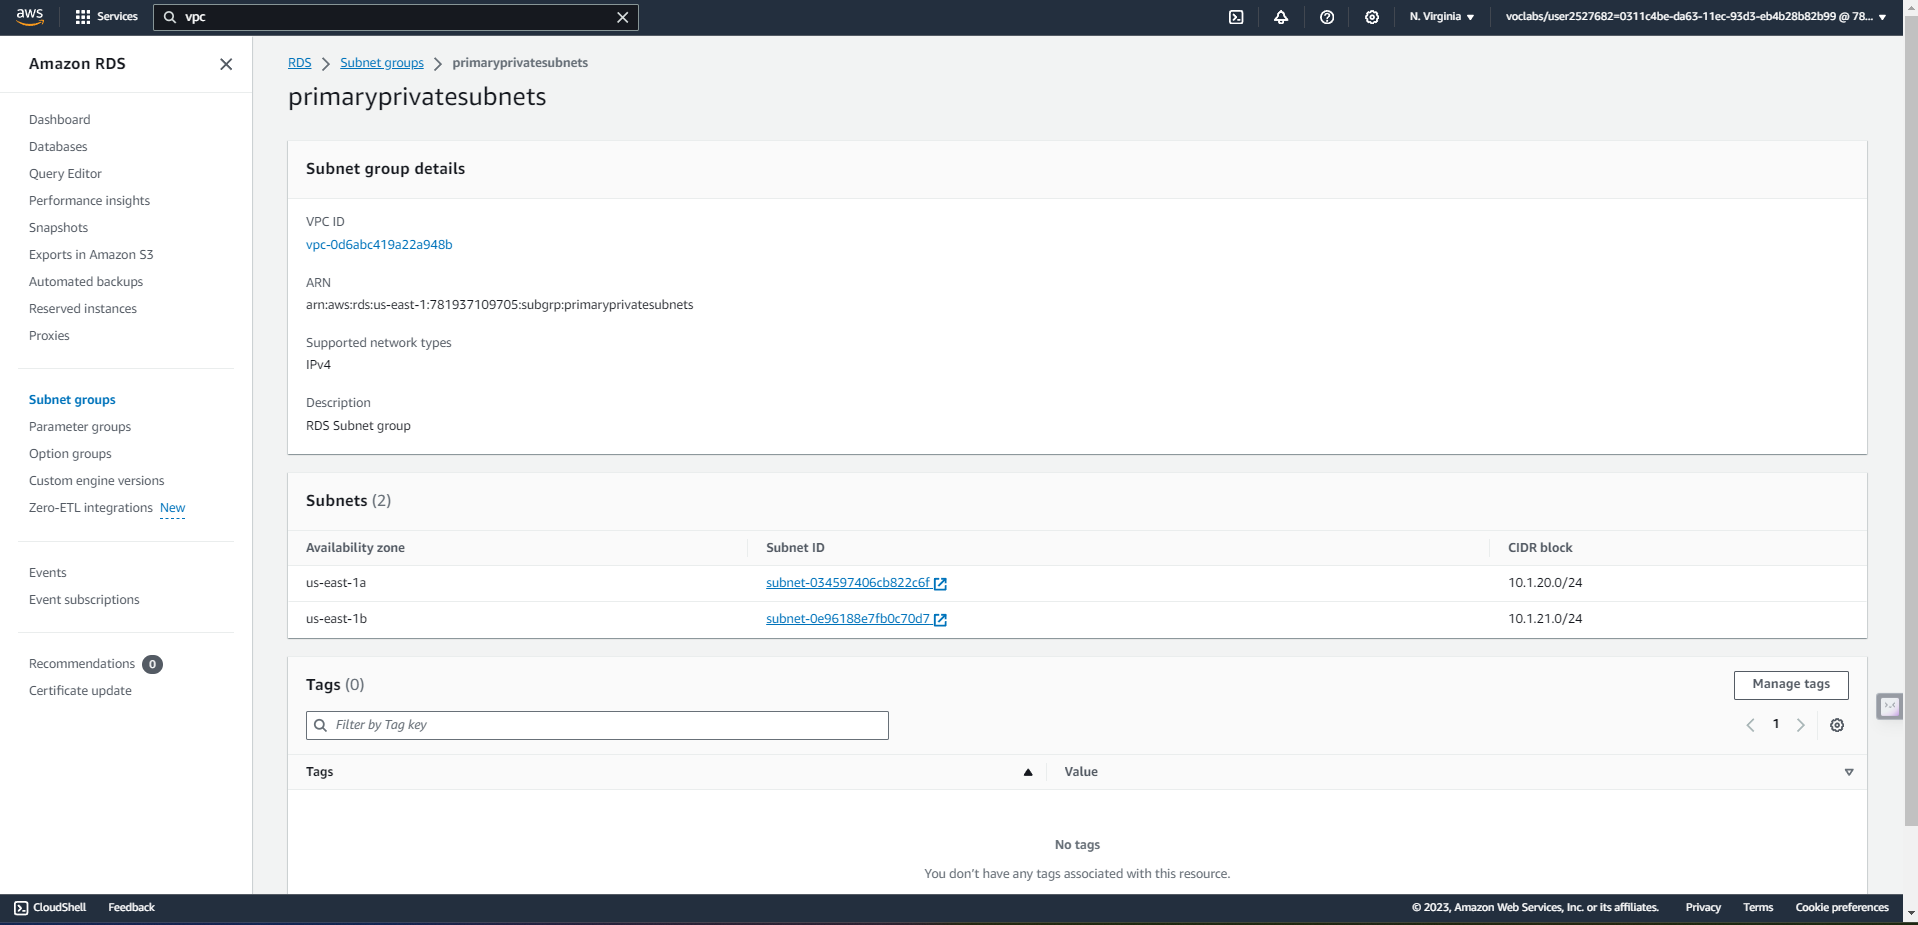 aws Services vpc N. Virginia voclabs/user2527682=0311c4be-da63-11ec-93d3-eb4b28b82b99 @ 78...
Amazon RDS
Dashboard
Databases
Query Editor
Performance insights
Snapshots
Exports in Amazon S3
Automated backups
Reserved instances
Proxies
Subnet groups
Parameter groups
Option groups
Custom engine versions
Zero-ETL integrations New
Events
Event subscriptions
Recommendations 0
Certificate update
RDS Subnet groups primaryprivatesubnets
primaryprivatesubnets
Subnet group details
VPC ID
vpc-0d6abc419a22a948b
ARN
arn:aws:rds:us-east-1:781937109705:subgrp:primaryprivatesubnets
Supported network types
IPv4
Description
RDS Subnet group
Subnets (2)
Availability zone Subnet ID CIDR block
us-east-1a subnet-034597406cb822c6f 10.1.20.0/24
us-east-1b subnet-0e96188e7fb0c70d7 10.1.21.0/24
Tags (0) Manage tags
Filter by Tag key 1
Tags Value
No tags
You don't have any tags associated with this resource.
CloudShell Feedback © 2023, Amazon Web Services, Inc. or its affiliates. Privacy Terms Cookie preferences